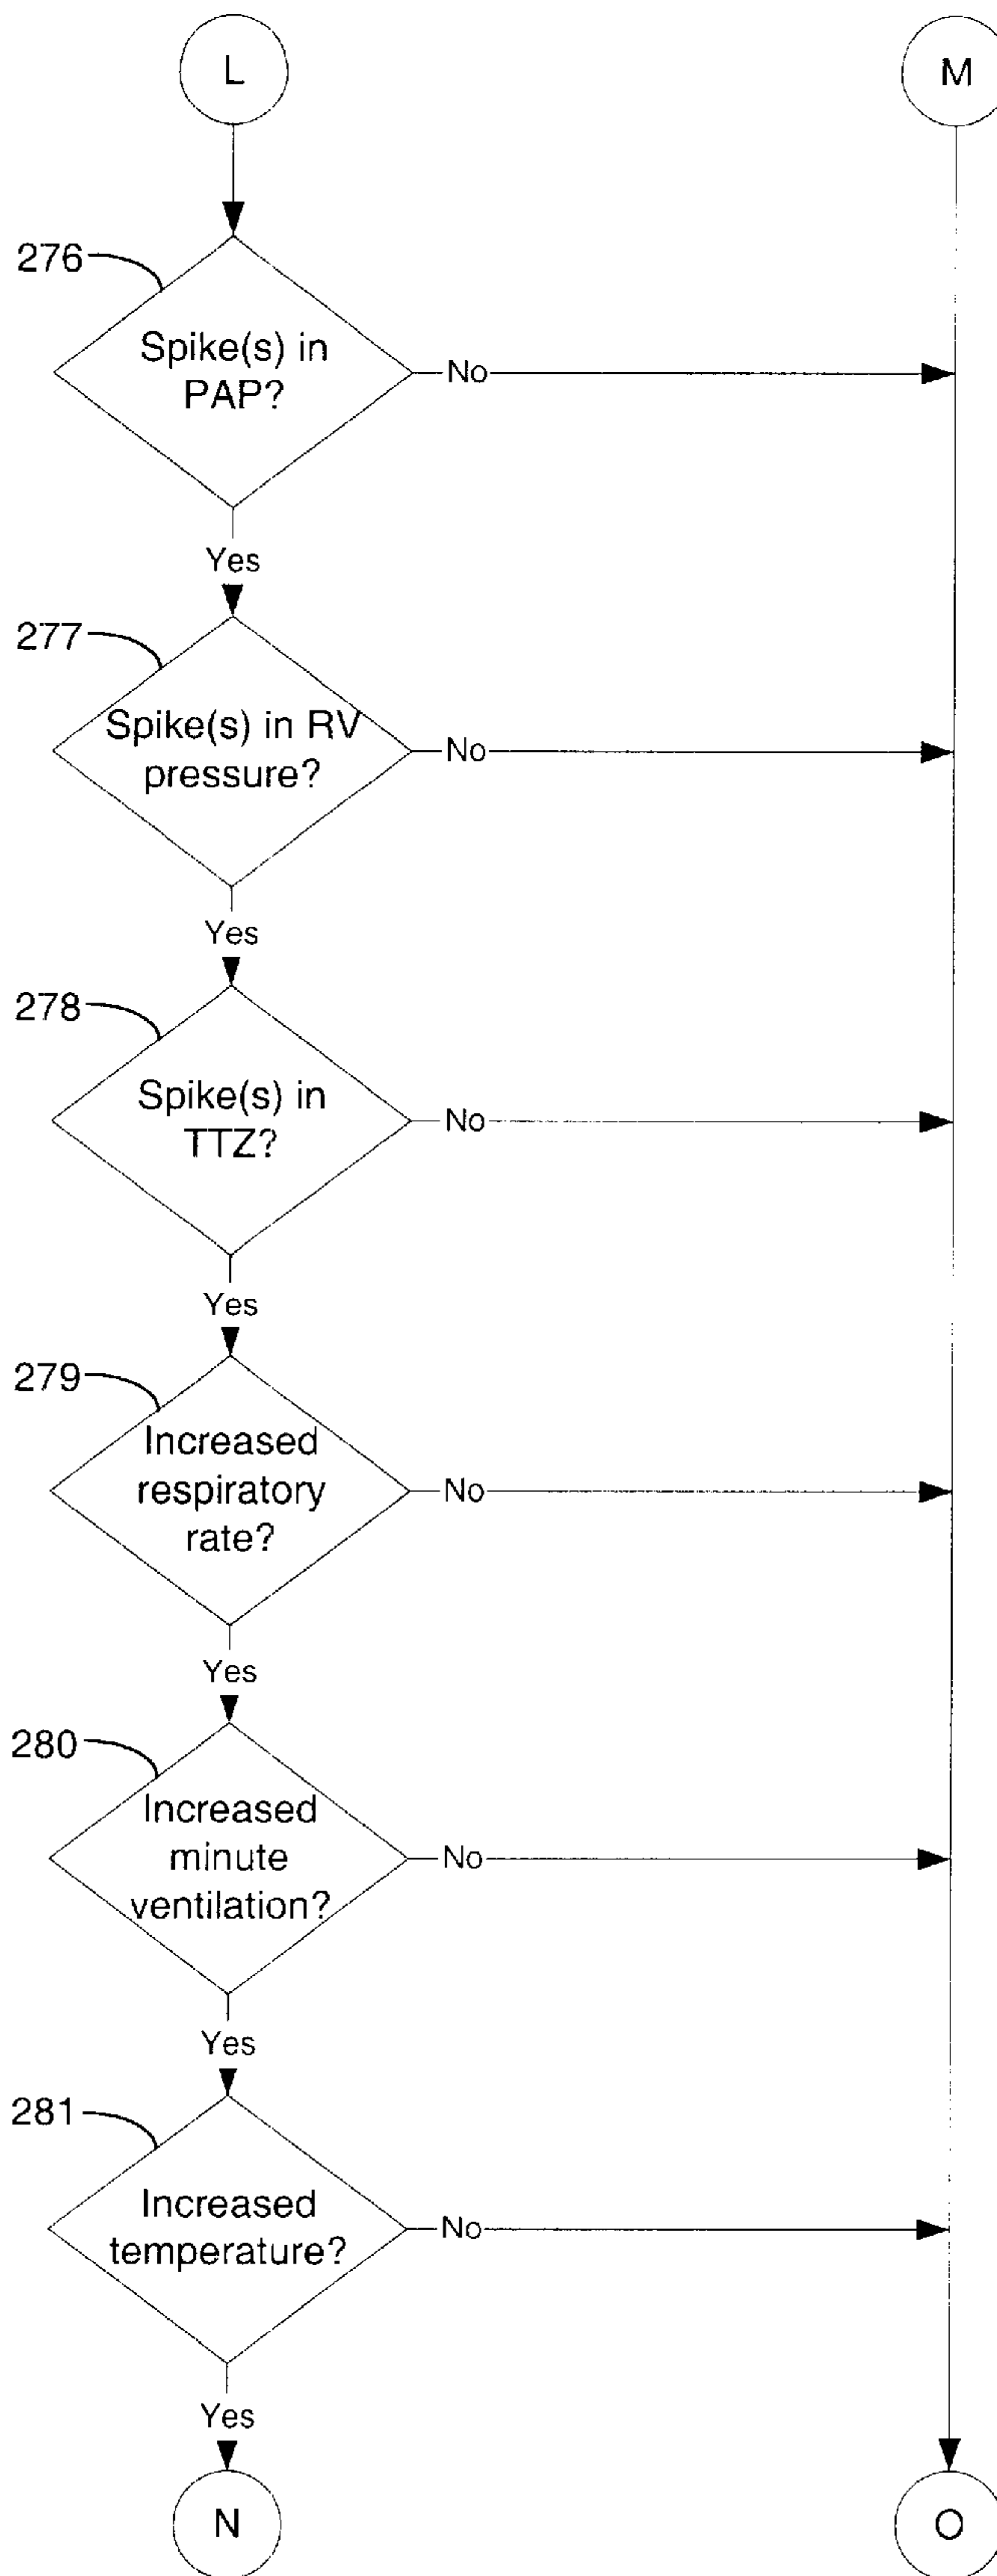 L
M
276
Spike(s) in
PAP?
No
Yes
277
Spike(s) in RV
pressure?
No
Yes
278
Spike(s) in
TTZ?
No
Yes
279
Increased
respiratory
rate?
No
Yes
280
Increased
minute
ventilation?
No
Yes
281
Increased
temperature?
No
Yes
N
O